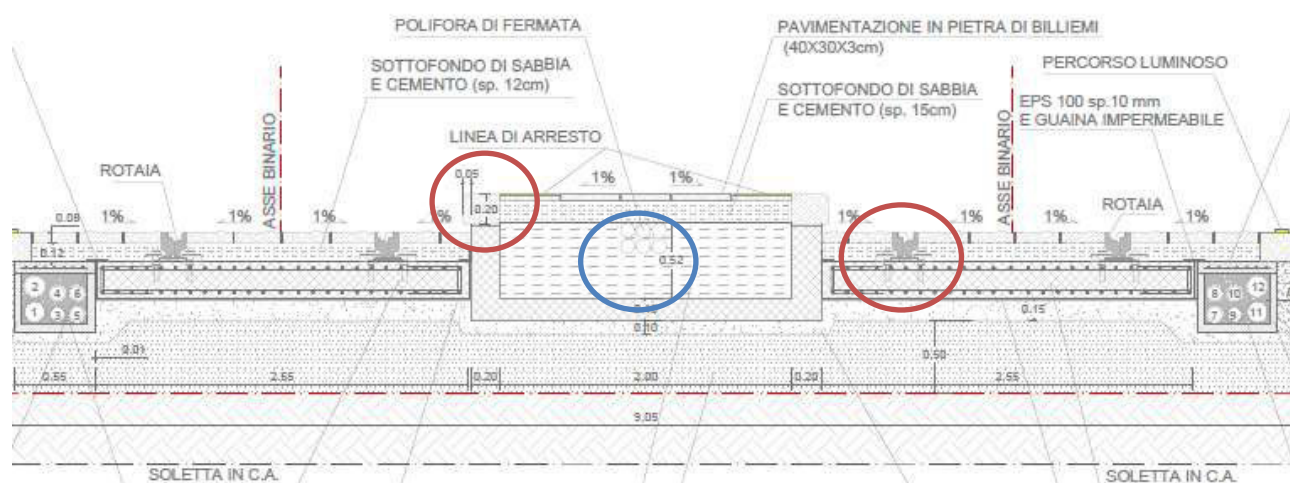 POLIFORA DI FERMATA
PAVIMENTAZIONE IN PIETRA DI BILLIEMI
(40X30X3cm)
SOTTOFONDO DI SABBIA
E CEMENTO (sp. 12cm)
PERCORSO LUMINOSO
SOTTOFONDO DI SABBIA
E CEMENTO (sp. 15cm)
EPS 100 sp.10 mm
E GUAINA IMPERMEABILE
ASSE BINARIO
ASSE BINARIO
LINEA DI ARRESTO
ROTAIA
0.05
1%
1%
0.20
ROTAIA
1%
1%
1%
1%
1%
1%
1%
1%
0.09
0.12
0.52
2
4
6
1
3
5
8
10
12
7
9
11
0.10
0.15
0.01
0.50
0.55
2.55
0.20
2.00
0.20
2.55
9.05
SOLETTA IN C.A.
SOLETTA IN C.A.